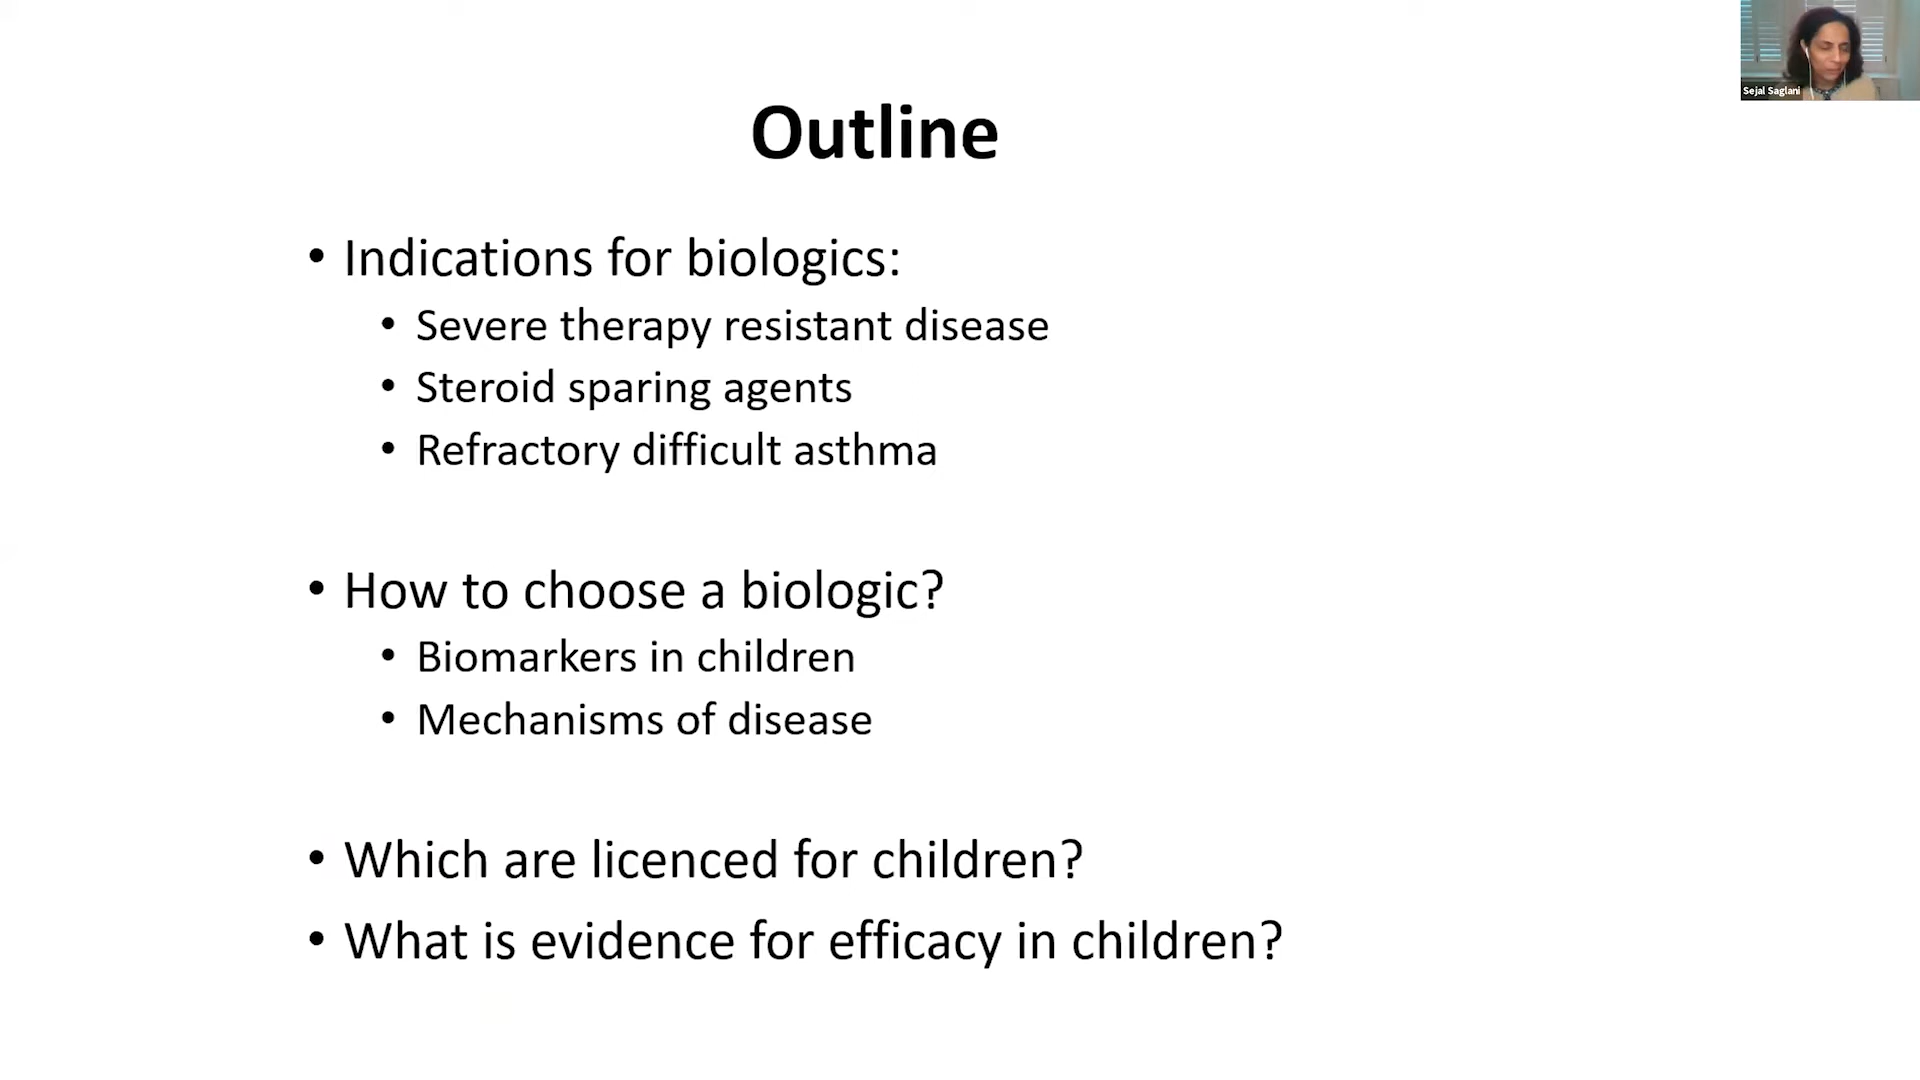 Sejal Saglani
Outline
• Indications for biologics:
• Severe therapy resistant disease
• Steroid sparing agents
• Refractory difficult asthma
• How to choose a biologic?
• Biomarkers in children
• Mechanisms of disease
• Which are licenced for children?
• What is evidence for efficacy in children?